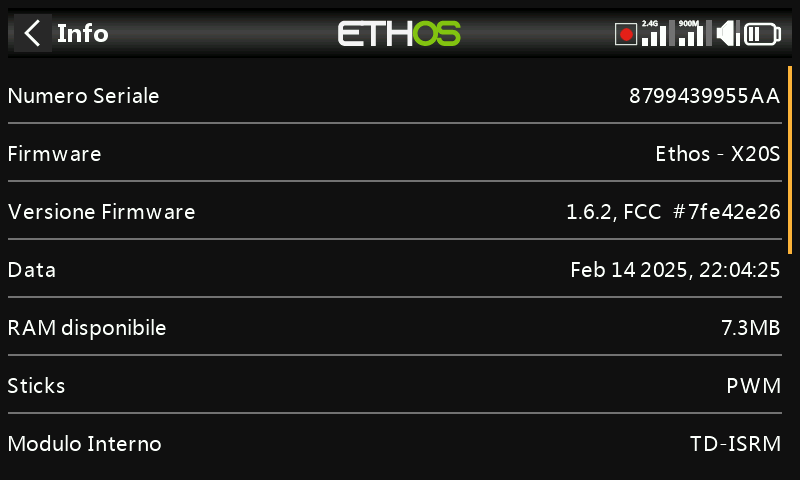 Info ETHOS 2.4G 900M
Numero Seriale 8799439955AA
Firmware Ethos - X20S
Versione Firmware 1.6.2, FCC #7fe42e26
Data Feb 14 2025, 22:04:25
RAM disponibile 7.3MB
Sticks PWM
Modulo Interno TD-ISRM